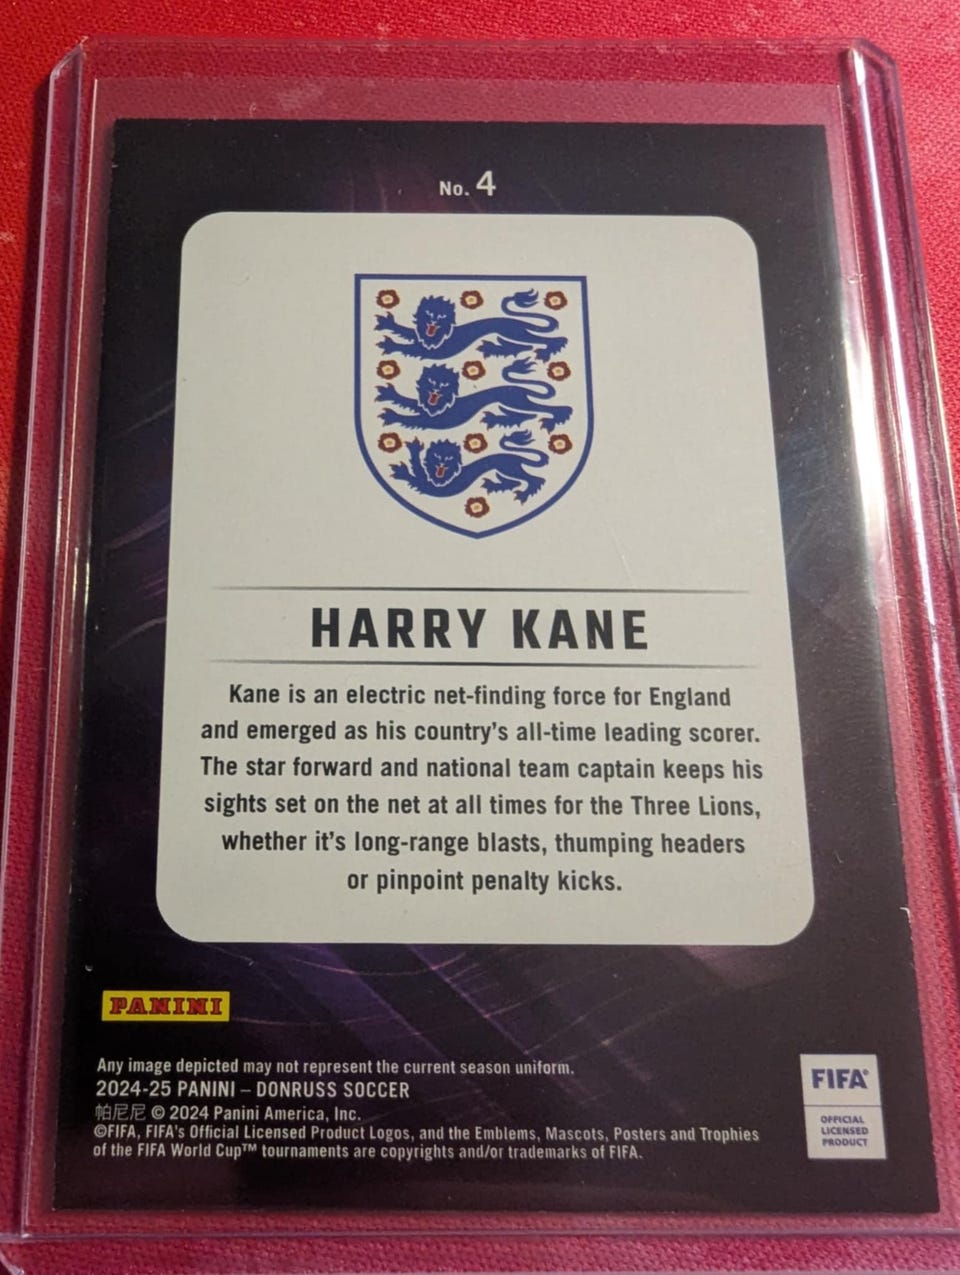 No. 4
HARRY KANE
Kane is an electric net-finding force for England
and emerged as his country's all-time leading scorer.
The star forward and national team captain keeps his
sights set on the net at all times for the Three Lions,
whether it's long-range blasts, thumping headers
or pinpoint penalty kicks.
PANINI
Any image depicted may not represent the current season uniform.
2024-25 PANINI – DONRUSS SOCCER
帕尼尼 © 2024 Panini America, Inc.
©FIFA, FIFA's Official Licensed Product Logos, and the Emblems, Mascots, Posters and Trophies
of the FIFA World Cup™ tournaments are copyrights and/or trademarks of FIFA.
FIFA®
OFFICIAL
LICENSED
PRODUCT